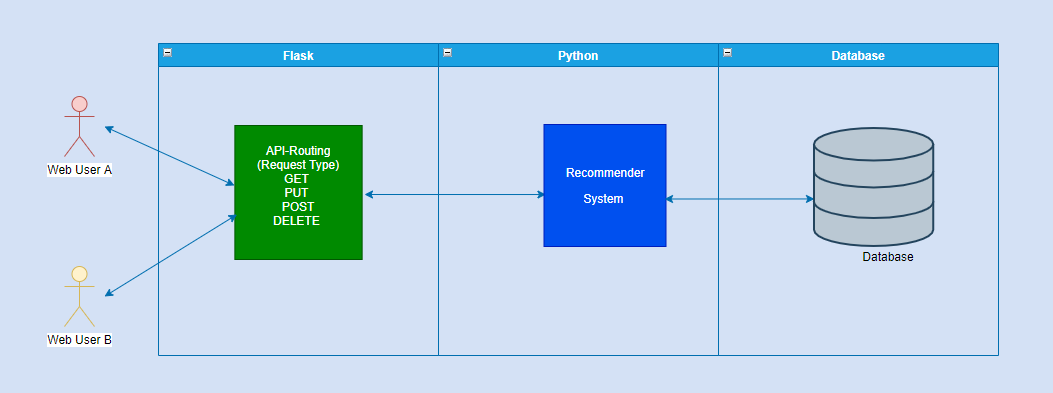 Flask
Python
Database
Web User A
API-Routing
(Request Type)
GET
PUT
POST
DELETE
Recommender
System
Database
Web User B